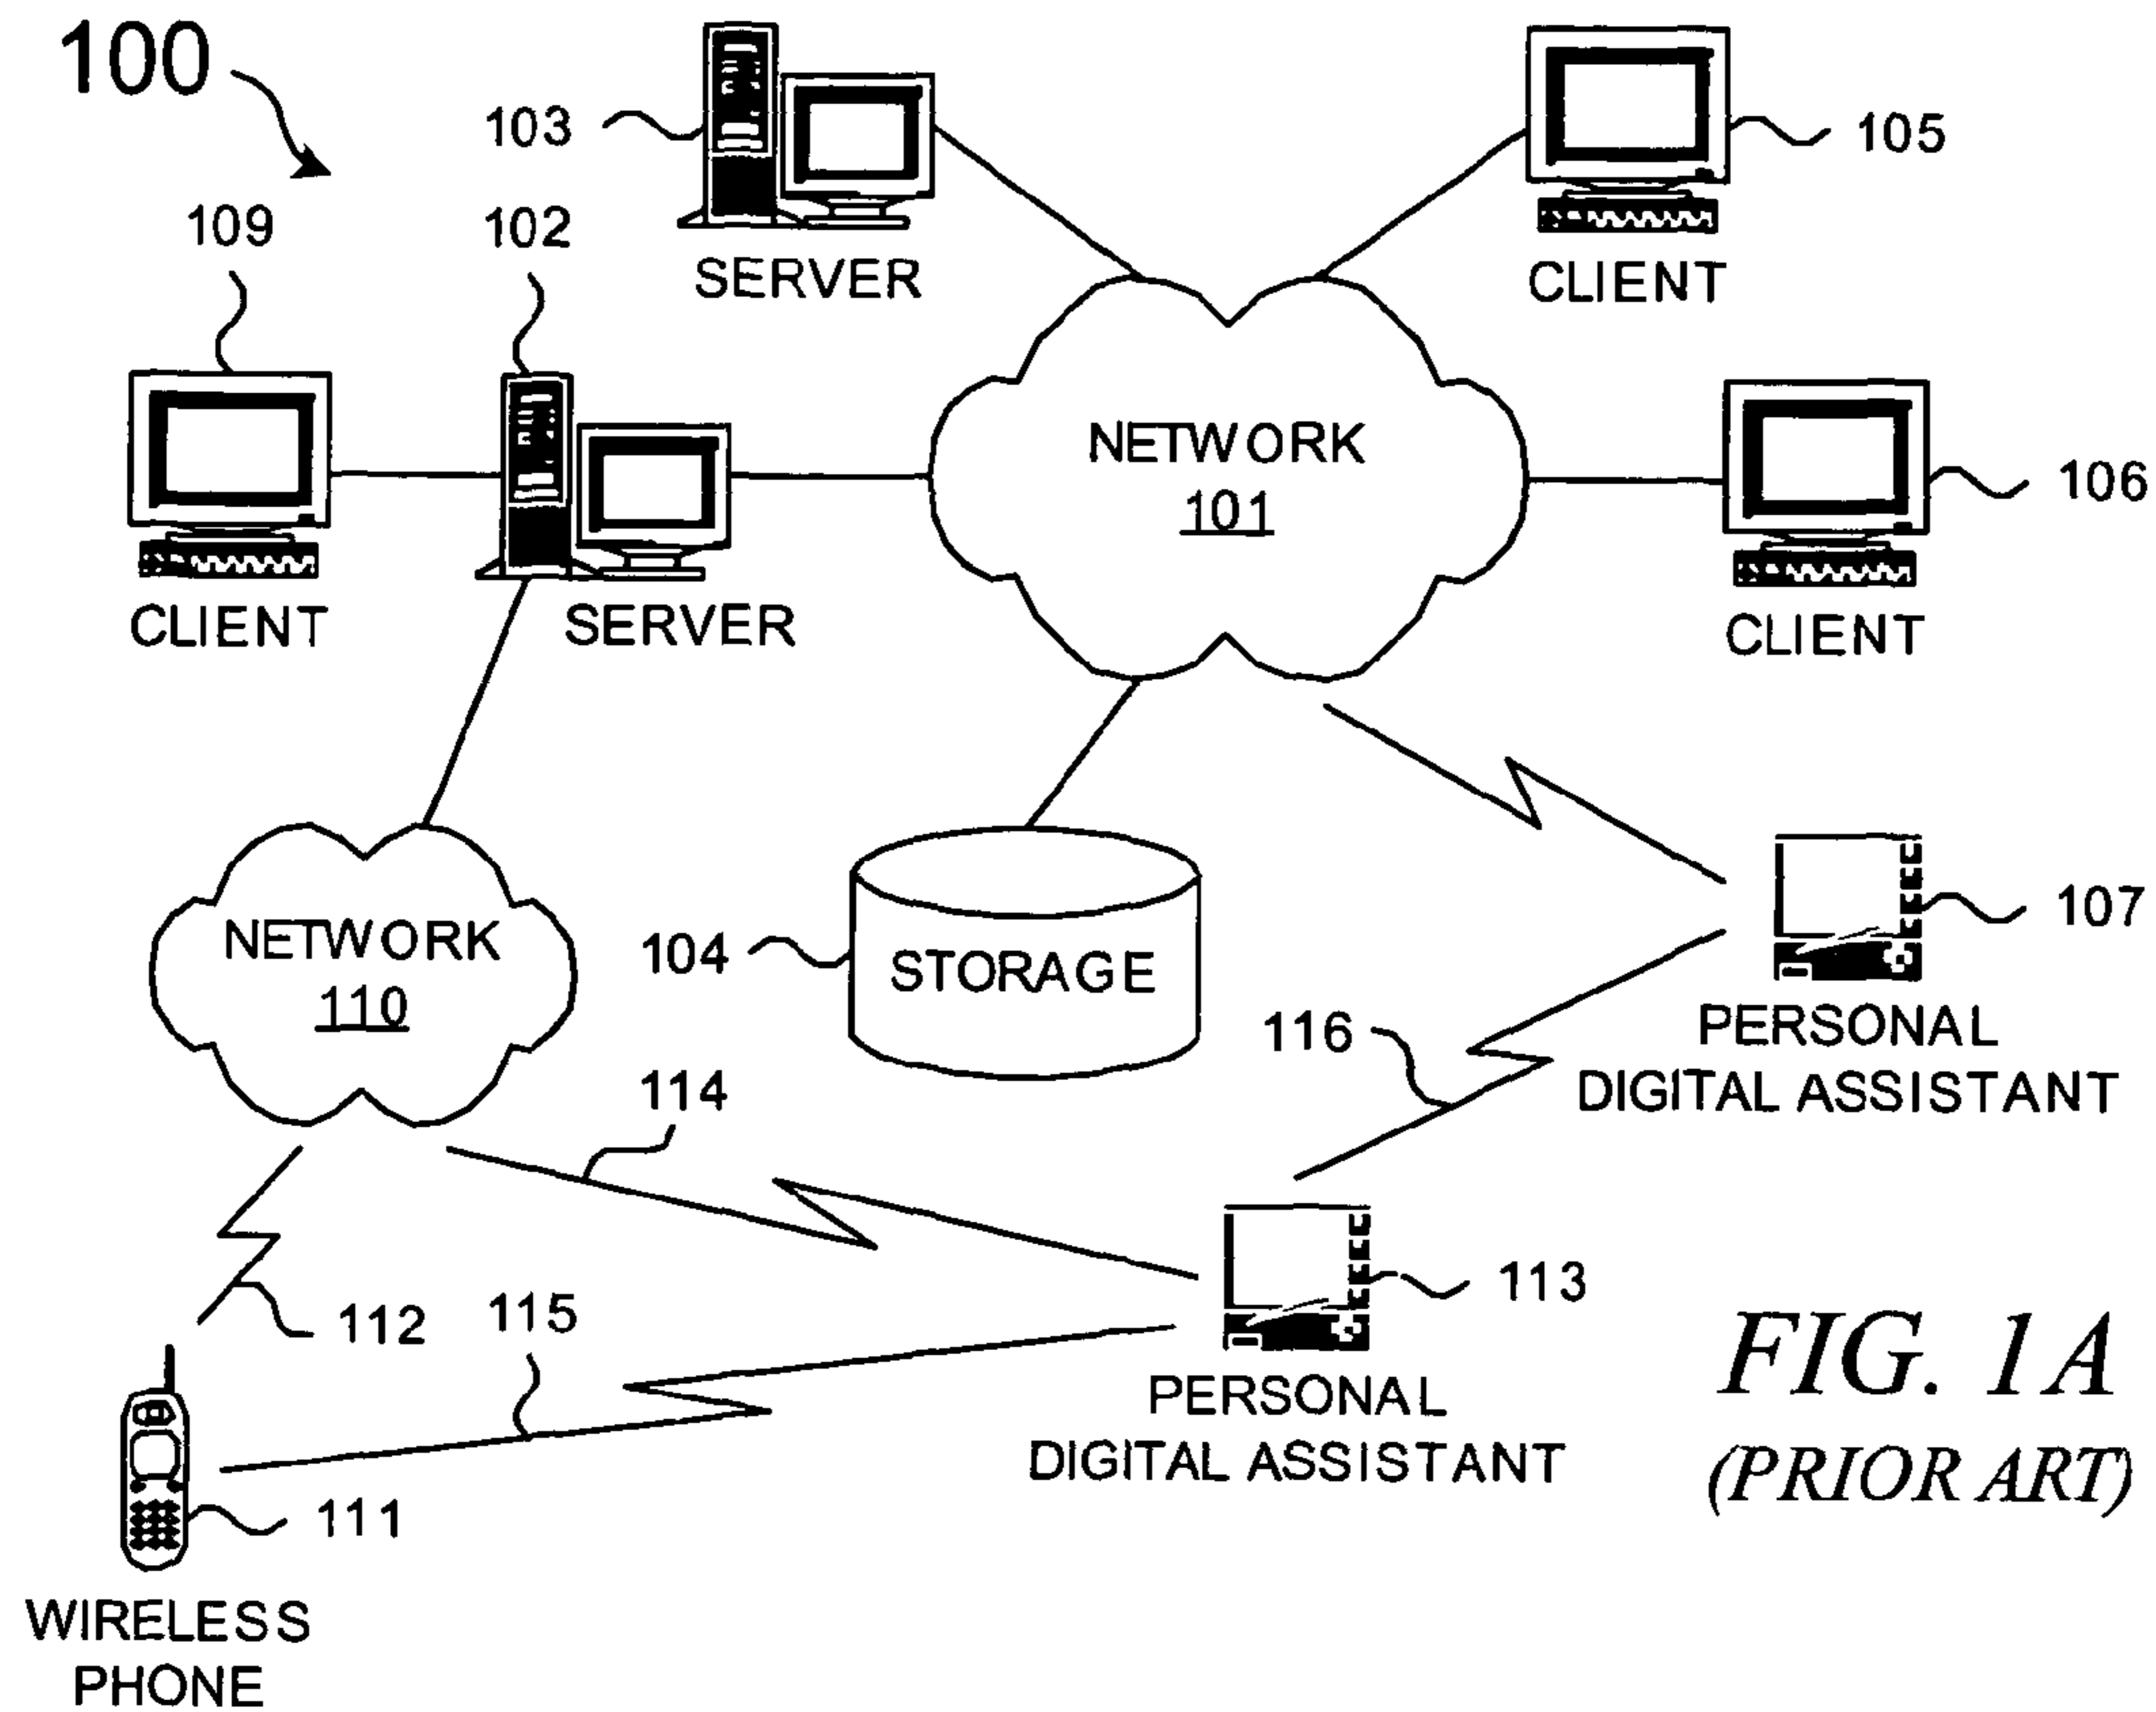 100
103
105
109
102
SERVER
CLIENT
NETWORK
101
106
CLIENT
SERVER
CLIENT
NETWORK
110
104
STORAGE
107
116
PERSONAL
DIGITAL ASSISTANT
114
113
112
115
PERSONAL
DIGITAL ASSISTANT
111
WIRELESS
PHONE
FIG. 1A
(PRIOR ART)